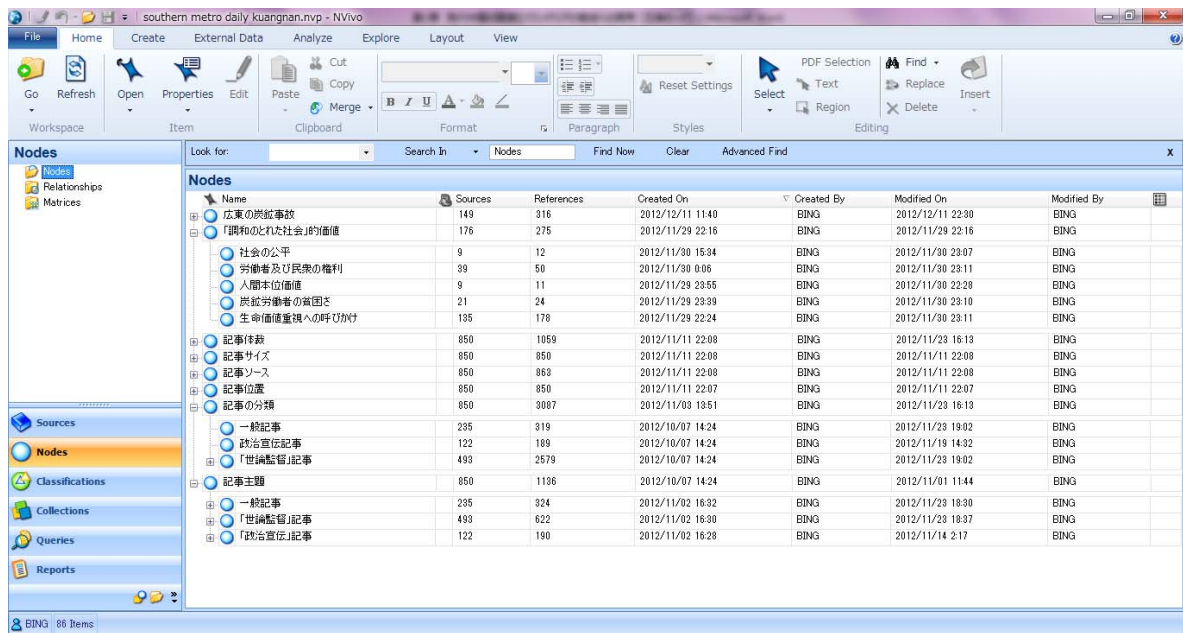 southern metro daily kuangnan.nvp - NVivo
File Home Create External Data Analyze Explore Layout View
Go Refresh Open Properties Edit Paste Cut Copy Merge B I U Reset Settings Select PDF Selection Text Region Find Replace Delete Insert
Workspace Item Clipboard Format Paragraph Styles Editing
Nodes
Nodes
Relationships
Matrices
Sources
Nodes
Classifications
Collections
Queries
Reports
Look for: Search In Nodes Find Now Clear Advanced Find x
Nodes
Name Sources References Created On Created By Modified On Modified By
広東の炭鉱事故 149 316 2012/12/11 11:40 BING 2012/12/11 22:30 BING
「調和のとれた社会」的価値 176 275 2012/11/29 22:16 BING 2012/11/29 22:16 BING
社会の公平 9 12 2012/11/30 15:34 BING 2012/11/30 23:07 BING
労働者及び民衆の権利 39 50 2012/11/30 0:06 BING 2012/11/30 23:11 BING
人間本位価値 9 11 2012/11/29 23:55 BING 2012/11/30 22:28 BING
炭鉱労働者の貧困さ 21 24 2012/11/29 23:39 BING 2012/11/30 23:10 BING
生命価値重視への呼びかけ 135 178 2012/11/29 22:24 BING 2012/11/30 23:11 BING
記事体裁 850 1059 2012/11/11 22:08 BING 2012/11/23 16:13 BING
記事サイズ 850 850 2012/11/11 22:08 BING 2012/11/11 22:08 BING
記事ソース 850 863 2012/11/11 22:08 BING 2012/11/11 22:08 BING
記事位置 850 850 2012/11/11 22:07 BING 2012/11/11 22:07 BING
記事の分類 850 3087 2012/11/03 13:51 BING 2012/11/23 16:13 BING
一般記事 235 319 2012/10/07 14:24 BING 2012/11/23 19:02 BING
政治宣伝記事 122 189 2012/10/07 14:24 BING 2012/11/19 14:32 BING
「世論監督」記事 493 2579 2012/10/07 14:24 BING 2012/11/23 19:02 BING
記事主題 850 1136 2012/10/07 14:24 BING 2012/11/01 11:44 BING
一般記事 235 324 2012/11/02 16:32 BING 2012/11/23 18:30 BING
「世論監督」記事 493 622 2012/11/02 16:30 BING 2012/11/23 18:37 BING
「政治宣伝」記事 122 190 2012/11/02 16:28 BING 2012/11/14 2:17 BING
BING 86 Items